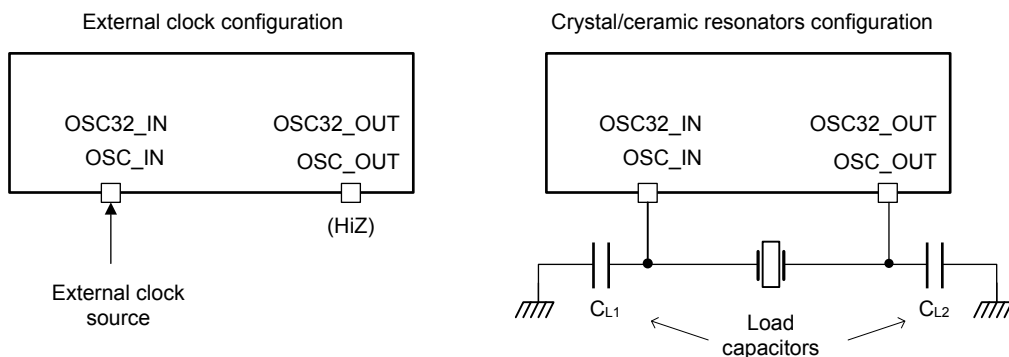 External clock configuration
OSC32_IN OSC32_OUT
OSC_IN OSC_OUT
(HiZ)
External clock
source
Crystal/ceramic resonators configuration
OSC32_IN OSC32_OUT
OSC_IN OSC_OUT
CL1 CL2
Load
capacitors